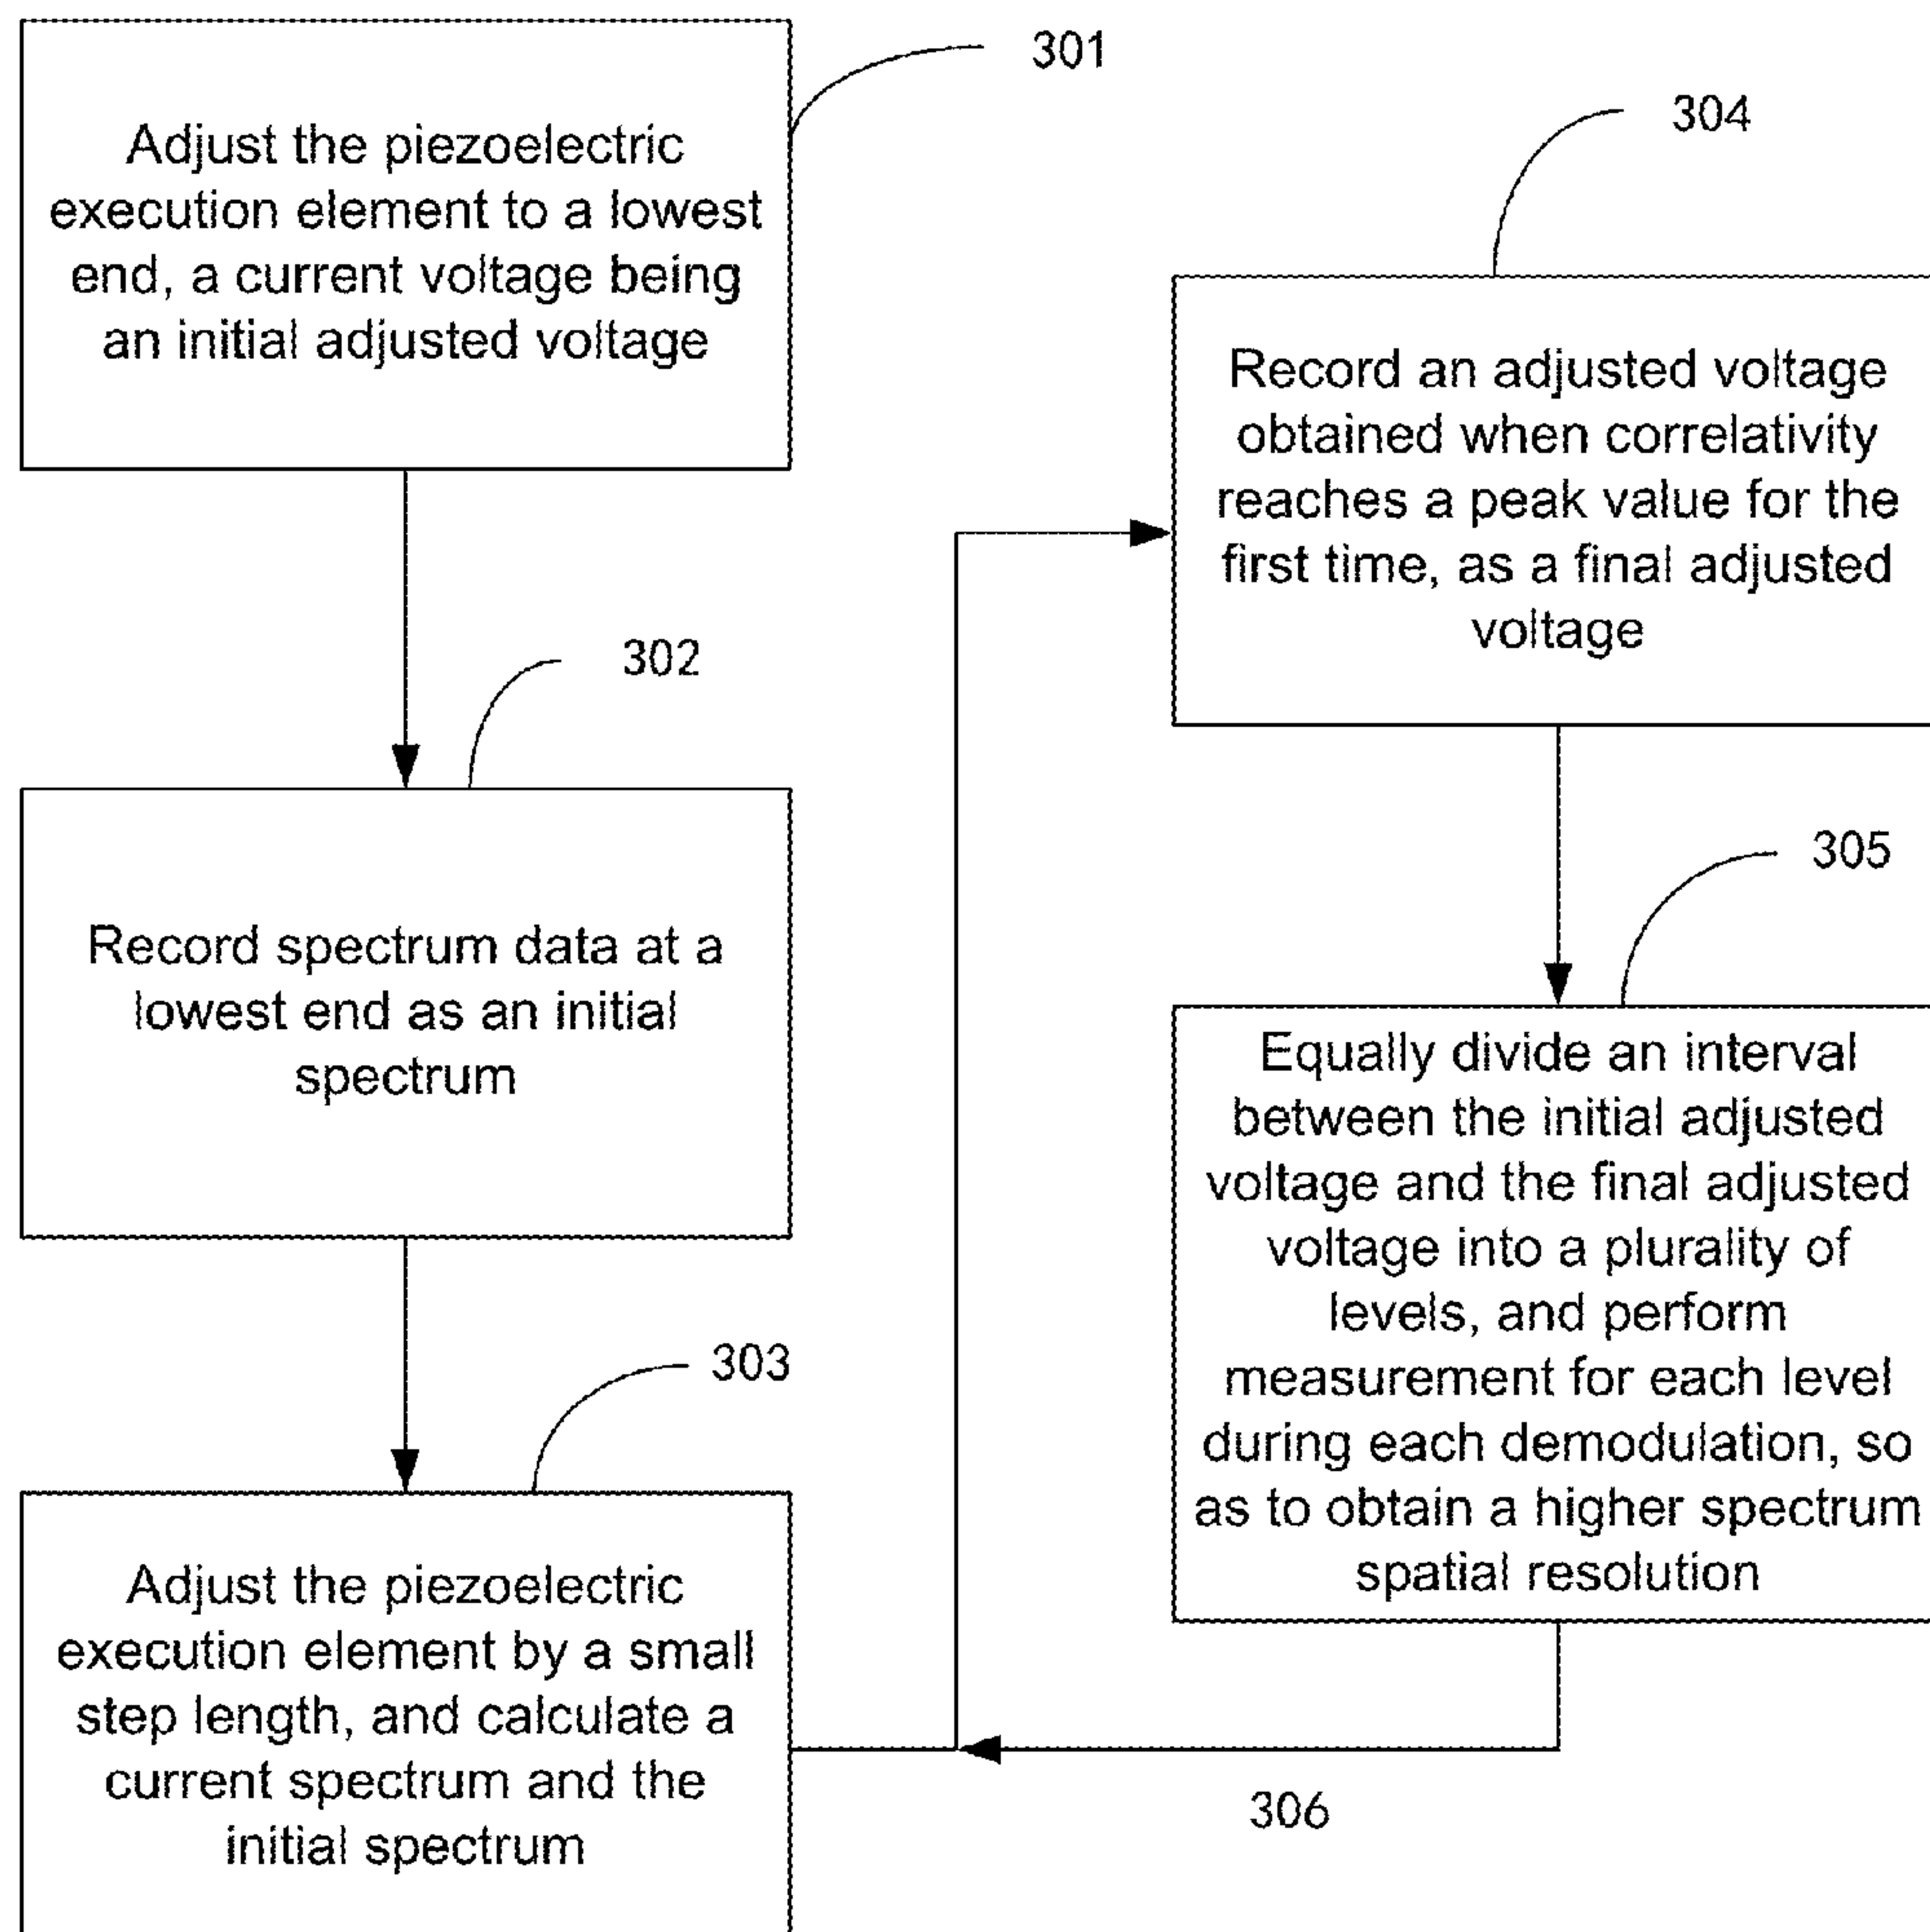 301
Adjust the piezoelectric
execution element to a lowest
end, a current voltage being
an initial adjusted voltage
302
Record spectrum data at a
lowest end as an initial
spectrum
303
Adjust the piezoelectric
execution element by a small
step length, and calculate a
current spectrum and the
initial spectrum
304
Record an adjusted voltage
obtained when correlativity
reaches a peak value for the
first time, as a final adjusted
voltage
305
Equally divide an interval
between the initial adjusted
voltage and the final adjusted
voltage into a plurality of
levels, and perform
measurement for each level
during each demodulation, so
as to obtain a higher spectrum
spatial resolution
306